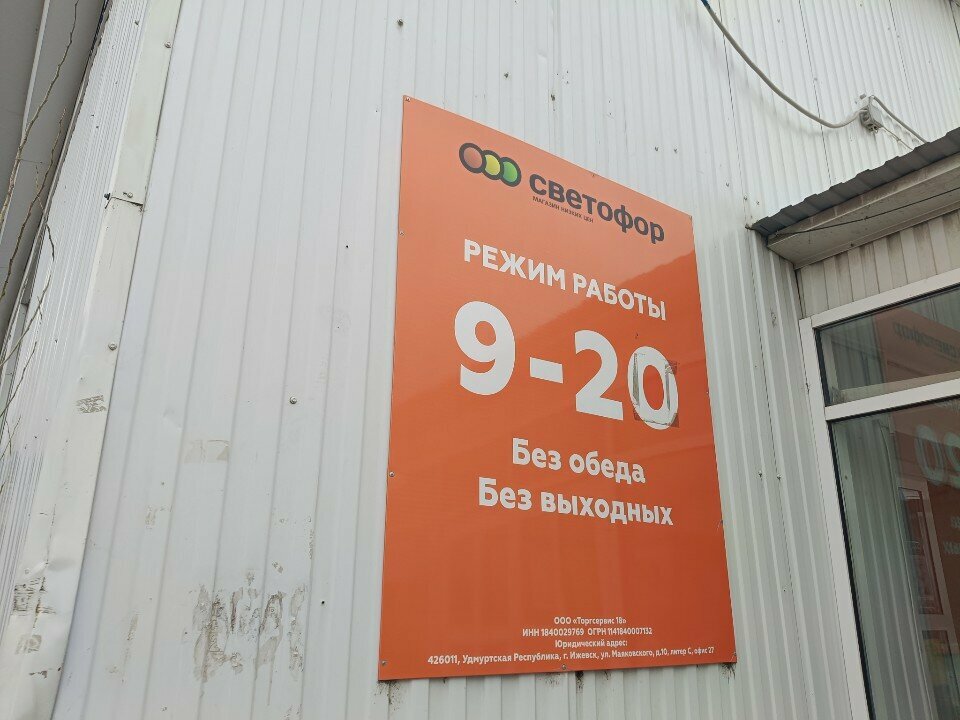 светофор
МАГАЗИН НИЗКИХ ЦЕН
РЕЖИМ РАБОТЫ
9-20
Без обеда
Без выходных
ООО «Торгсервис 18»
ИНН 1840029769 ОГРН 1141840007132
Юридический адрес:
426011, Удмуртская Республика, г. Ижевск, ул. Маяковского, д.10, литер С, офис 27